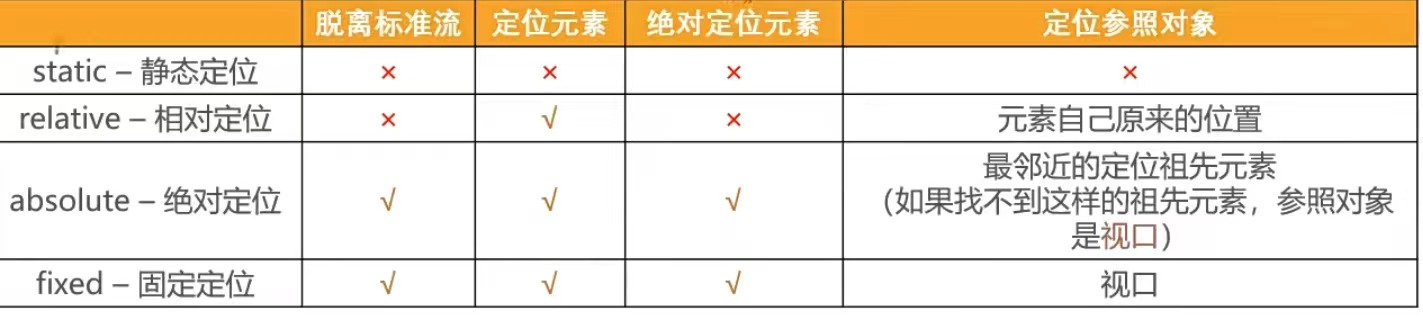 脱离标准流 定位元素 绝对定位元素 定位参照对象
static – 静态定位 × × × ×
relative – 相对定位 × √ × 元素自己原来的位置
absolute – 绝对定位 √ √ √ 最邻近的定位祖先元素
（如果找不到这样的祖先元素，参照对象
是视口）
fixed – 固定定位 √ √ √ 视口